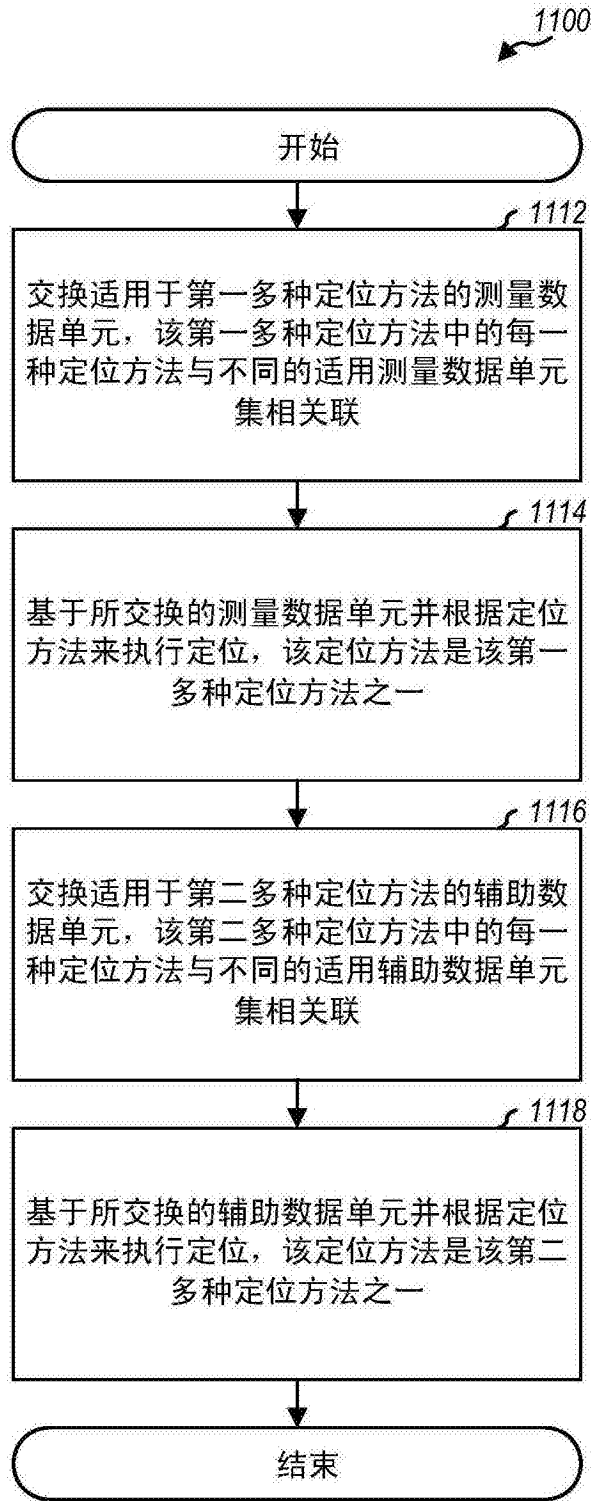 1100
开始
1112
交换适用于第一多种定位方法的测量数
据单元，该第一多种定位方法中的每一
种定位方法与不同的适用测量数据单元
集相关联
1114
基于所交换的测量数据单元并根据定位
方法来执行定位，该定位方法是该第一
多种定位方法之一
1116
交换适用于第二多种定位方法的辅助数
据单元，该第二多种定位方法中的每一
种定位方法与不同的适用辅助数据单元
集相关联
1118
基于所交换的辅助数据单元并根据定位
方法来执行定位，该定位方法是该第二
多种定位方法之一
结束